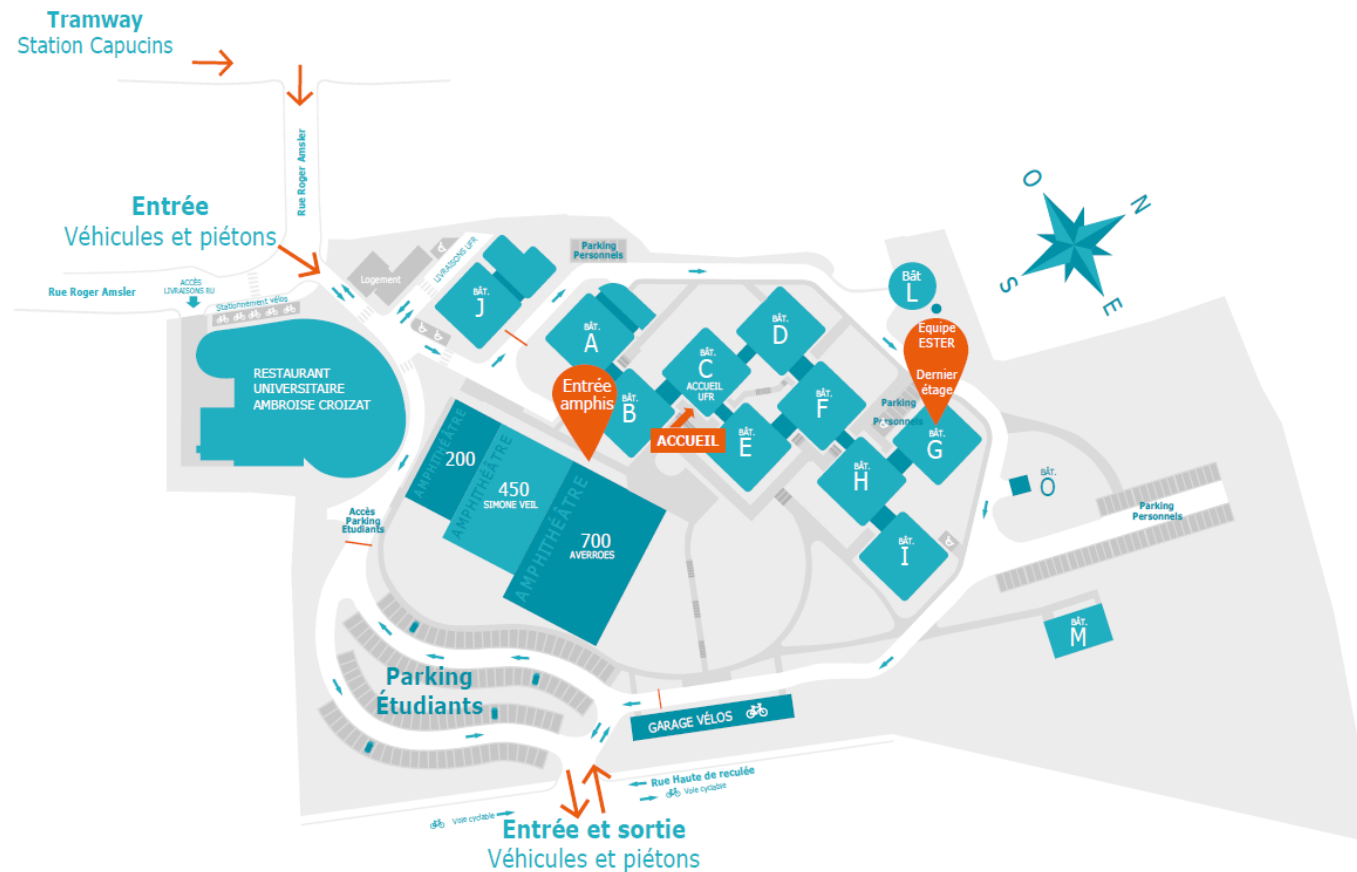 Tramway
Station Capucins
Rue Roger Amsler
Entrée
Véhicules et piétons
Rue Roger Amsler
ACCÈS
LIVRAISONS RU
Stationnement vélos
Logement
LIVRAISONS UFR
BÂT.
J
Parking
Personnels
O
N
S
E
Bât
L
Equipe
ESTER
Dernier
étage
RESTAURANT
UNIVERSITAIRE
AMBROISE CROIZAT
BÂT.
A
BÂT.
B
BÂT.
C
ACCUEIL
UFR
BÂT.
D
BÂT.
E
BÂT.
F
Parking
Personnels
BÂT.
G
BÂT.
H
BÂT.
I
Entrée
amphis
ACCUEIL
AMPHITHÉÂTRE
200
AMPHITHÉÂTRE
450
SIMONE VEIL
AMPHITHÉÂTRE
700
AVERROES
Accès
Parking
Etudiants
BÂT.
O
Parking
Personnels
BÂT.
M
Parking
Étudiants
GARAGE VÉLOS
Rue Haute de reculée
Voie cyclable
Voie cyclable
Entrée et sortie
Véhicules et piétons